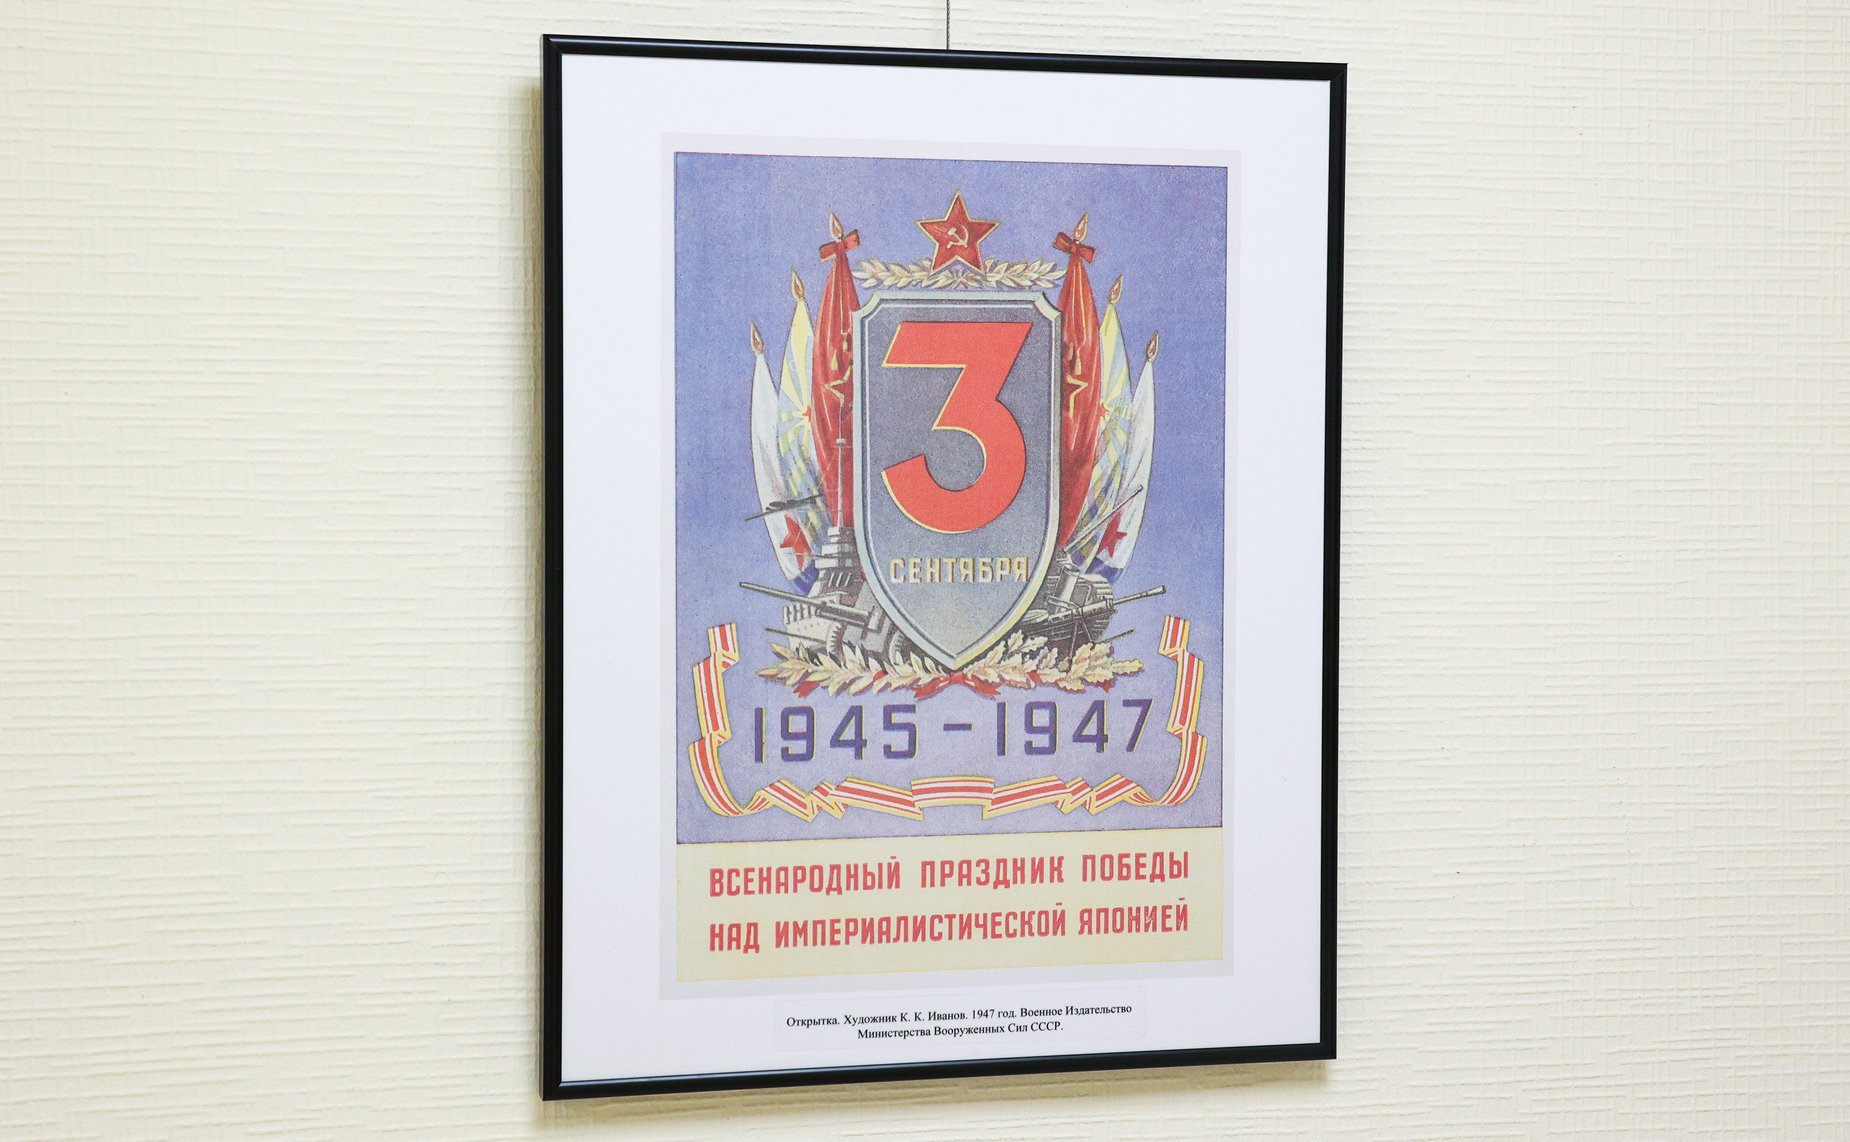 3
СЕНТЯБРЯ
1945-1947
ВСЕНАРОДНЫЙ ПРАЗДНИК ПОБЕДЫ
НАД ИМПЕРИАЛИСТИЧЕСКОЙ ЯПОНИЕЙ
Открытка. Художник К. К. Иванов. 1947 год. Военное Издательство
Министерства Вооруженных Сил СССР.